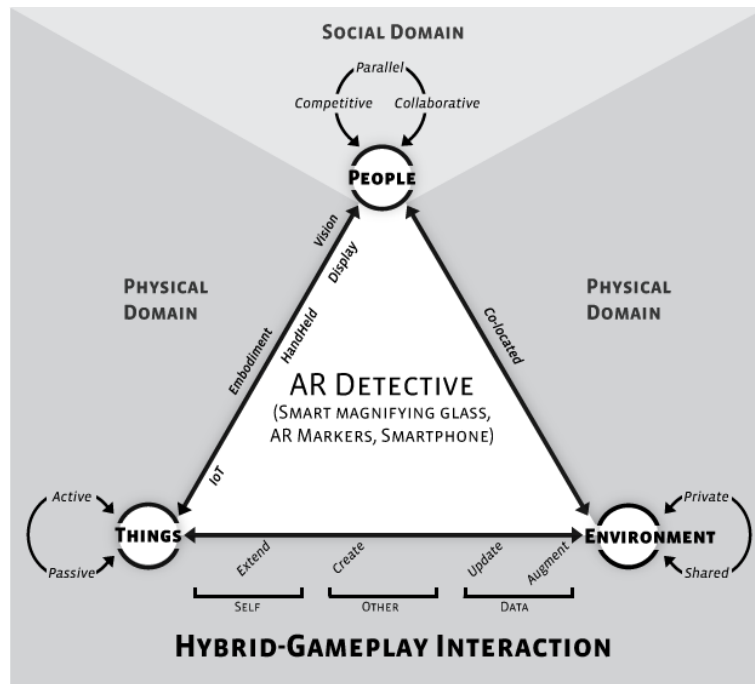 SOCIAL DOMAIN
Parallel
Competitive
Collaborative
PEOPLE
Vision
Display
PHYSICAL
DOMAIN
PHYSICAL
DOMAIN
Embodiment
HandHeld
Co-located
AR DETECTIVE
(SMART MAGNIFYING GLASS,
AR MARKERS, SMARTPHONE)
IoT
Active
Passive
THINGS
Private
Shared
ENVIRONMENT
Extend
Create
Update
Augment
SELF
OTHER
DATA
HYBRID-GAMEPLAY INTERACTION